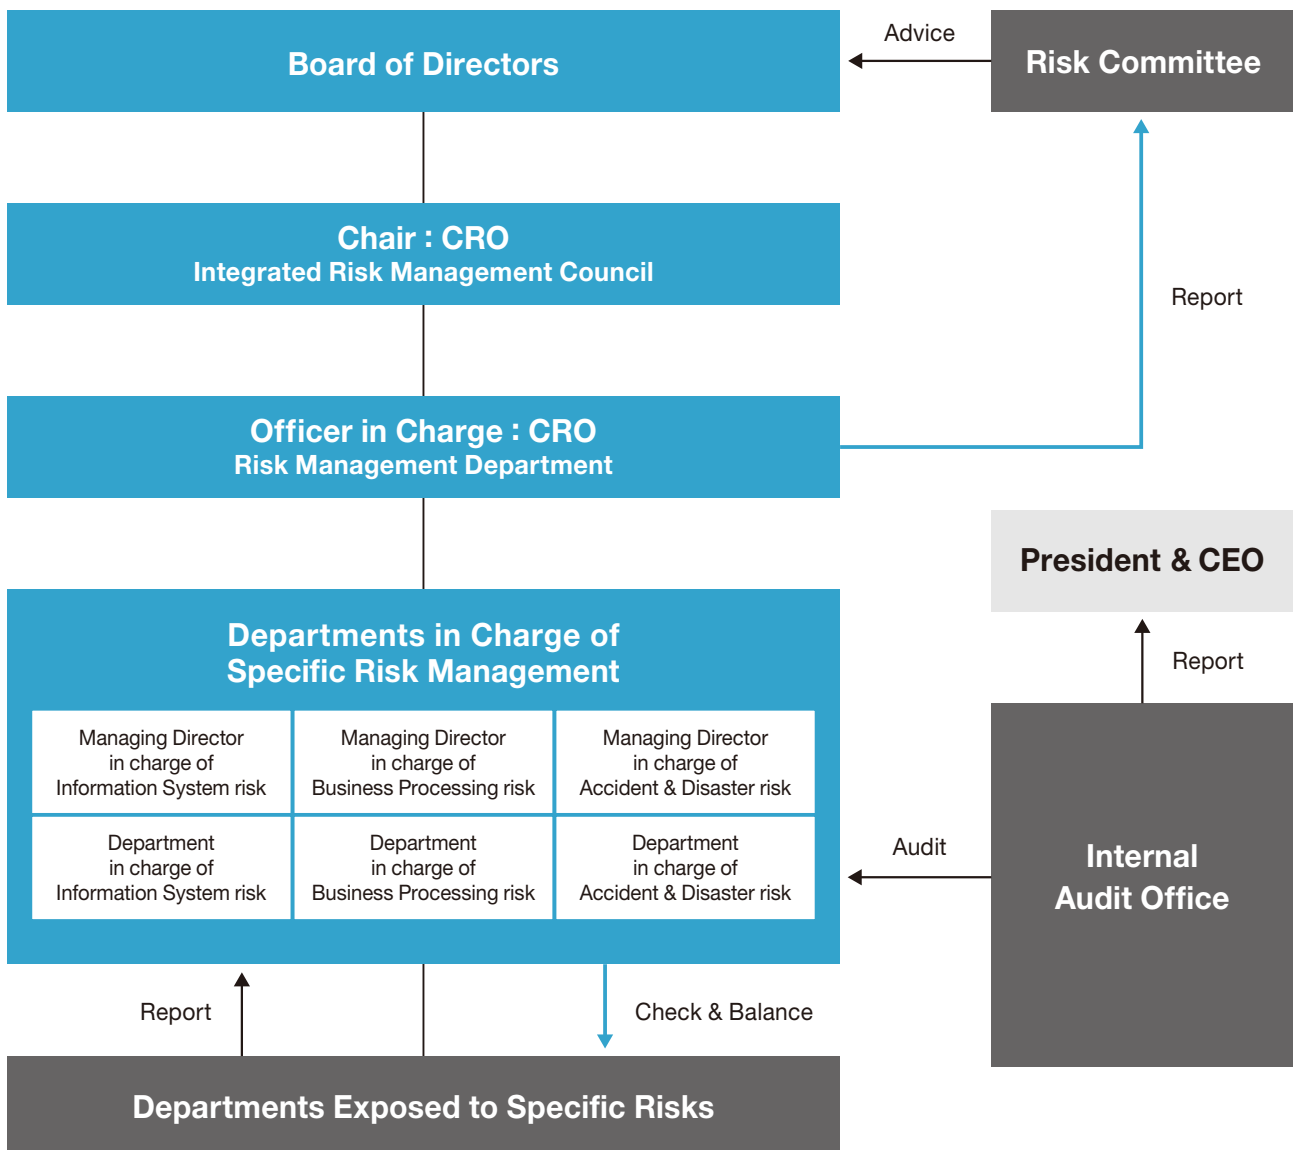 Board of Directors
Advice
Risk Committee
Chair : CRO
Integrated Risk Management Council
Report
Officer in Charge : CRO
Risk Management Department
President & CEO
Report
Departments in Charge of
Specific Risk Management
Managing Director
in charge of
Information System risk
Managing Director
in charge of
Business Processing risk
Managing Director
in charge of
Accident & Disaster risk
Department
in charge of
Information System risk
Department
in charge of
Business Processing risk
Department
in charge of
Accident & Disaster risk
Audit
Internal
Audit Office
Report
Check & Balance
Departments Exposed to Specific Risks